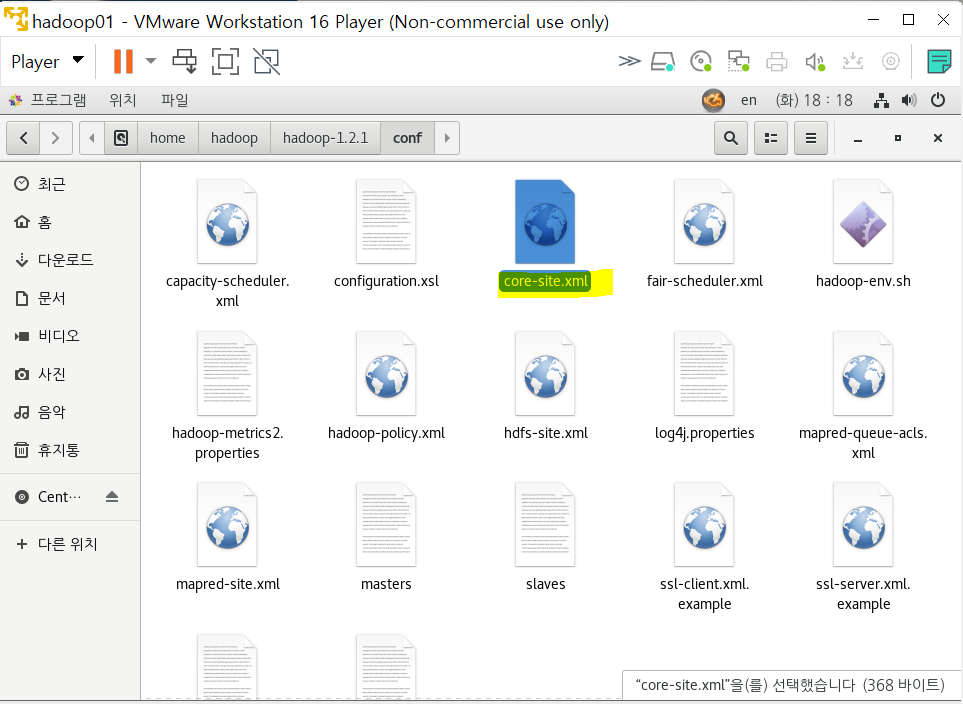 hadoop01 - VMware Workstation 16 Player (Non-commercial use only)
Player
프로그램 위치 파일 en (화) 18 : 18
home hadoop hadoop-1.2.1 conf
최근
홈
다운로드
문서
비디오
사진
음악
휴지통
Cent…
다른 위치
capacity-scheduler.
xml
configuration.xsl
core-site.xml
fair-scheduler.xml
hadoop-env.sh
hadoop-metrics2.
properties
hadoop-policy.xml
hdfs-site.xml
log4j.properties
mapred-queue-acls.
xml
mapred-site.xml
masters
slaves
ssl-client.xml.
example
ssl-server.xml.
example
“core-site.xml”을(를) 선택했습니다 (368 바이트)